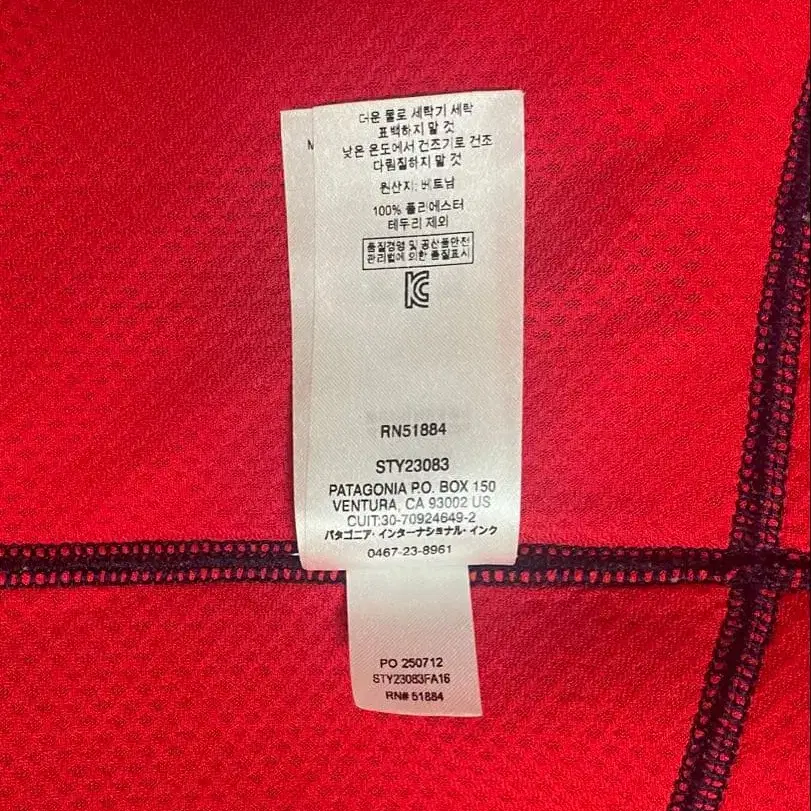 더운 물로 세탁기 세탁
표백하지 말 것
낮은 온도에서 건조기로 건조
다림질하지 말 것
원산지: 베트남
100% 폴리에스터
테두리 제외
품질경영 및 공산품안전
관리법에 의한 품질표시
RN51884
STY23083
PATAGONIA P.O. BOX 150
VENTURA, CA 93002 US
CUIT:30-70924649-2
パタゴニア・インターナショナル・インク
0467-23-8961
PO 250712
STY23083FA16
RN# 51884